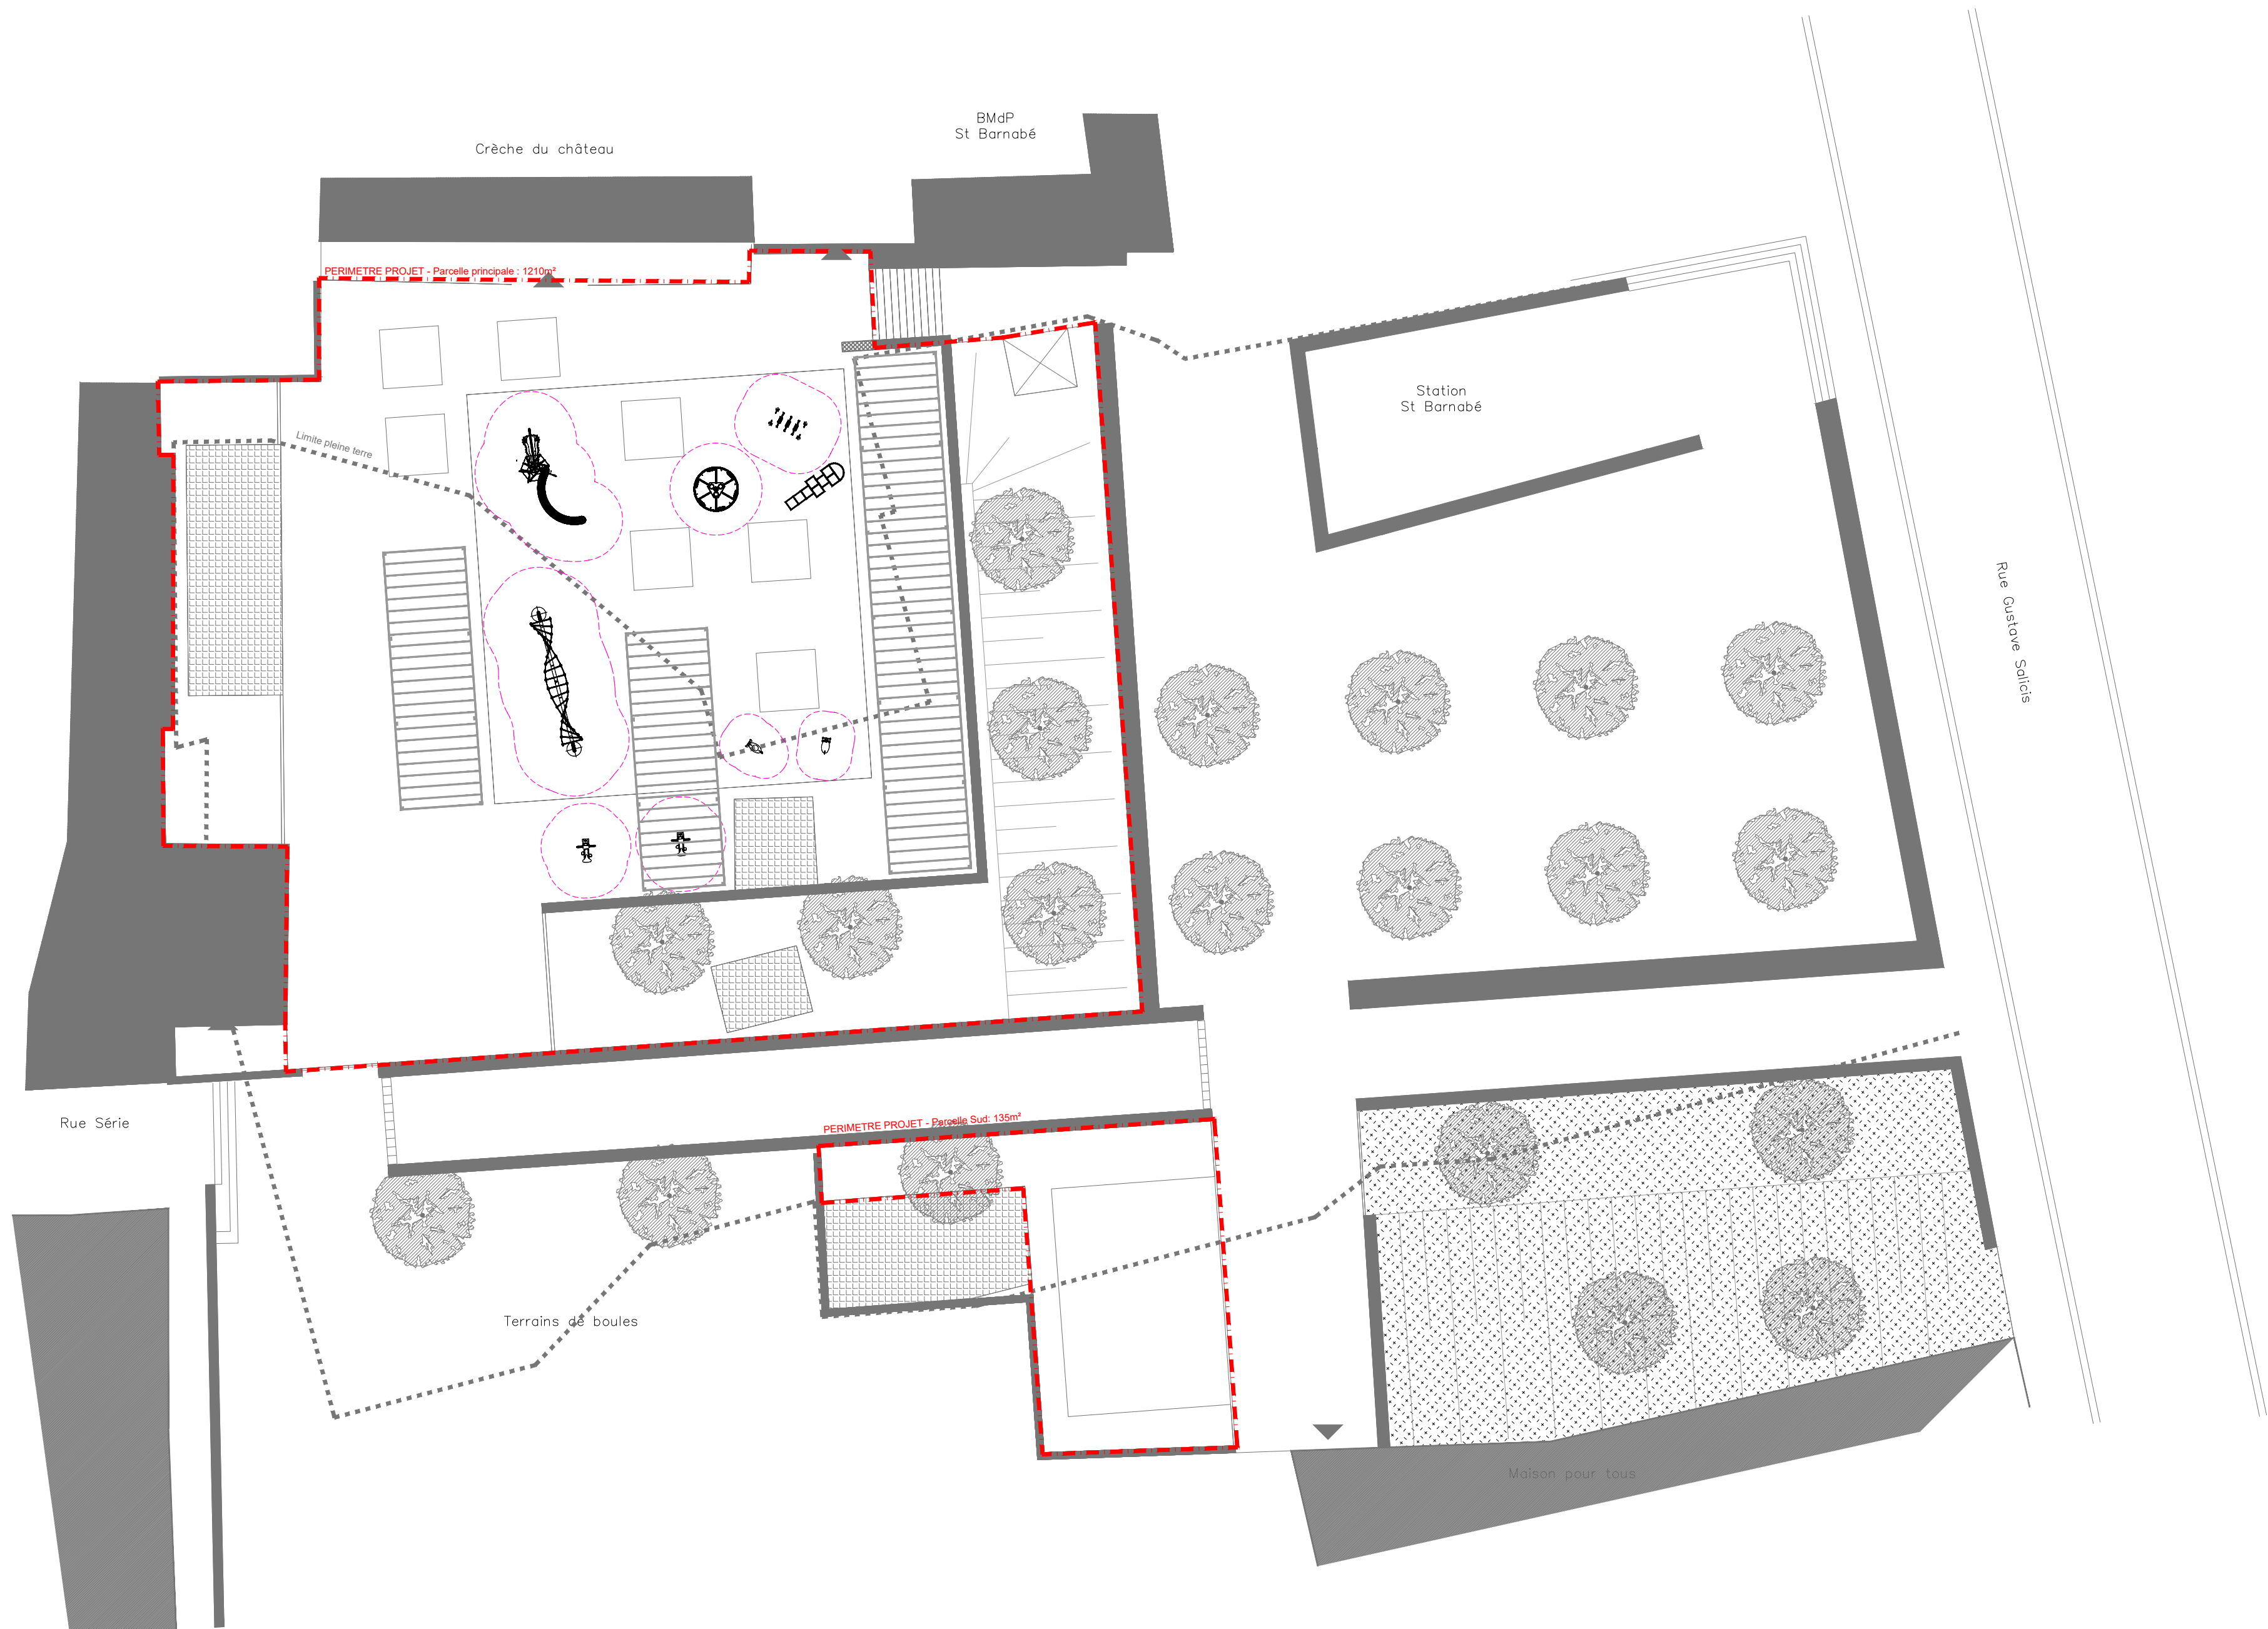 BMdP
St Barnabé
Crèche du château
PERIMETRE PROJET - Parcelle principale : 1210m²
Station
St Barnabé
Limite pleine terre
Rue Gustave Salicis
Rue Série
PERIMETRE PROJET - Parcelle Sud: 135m²
Terrains de boules
Maison pour tous